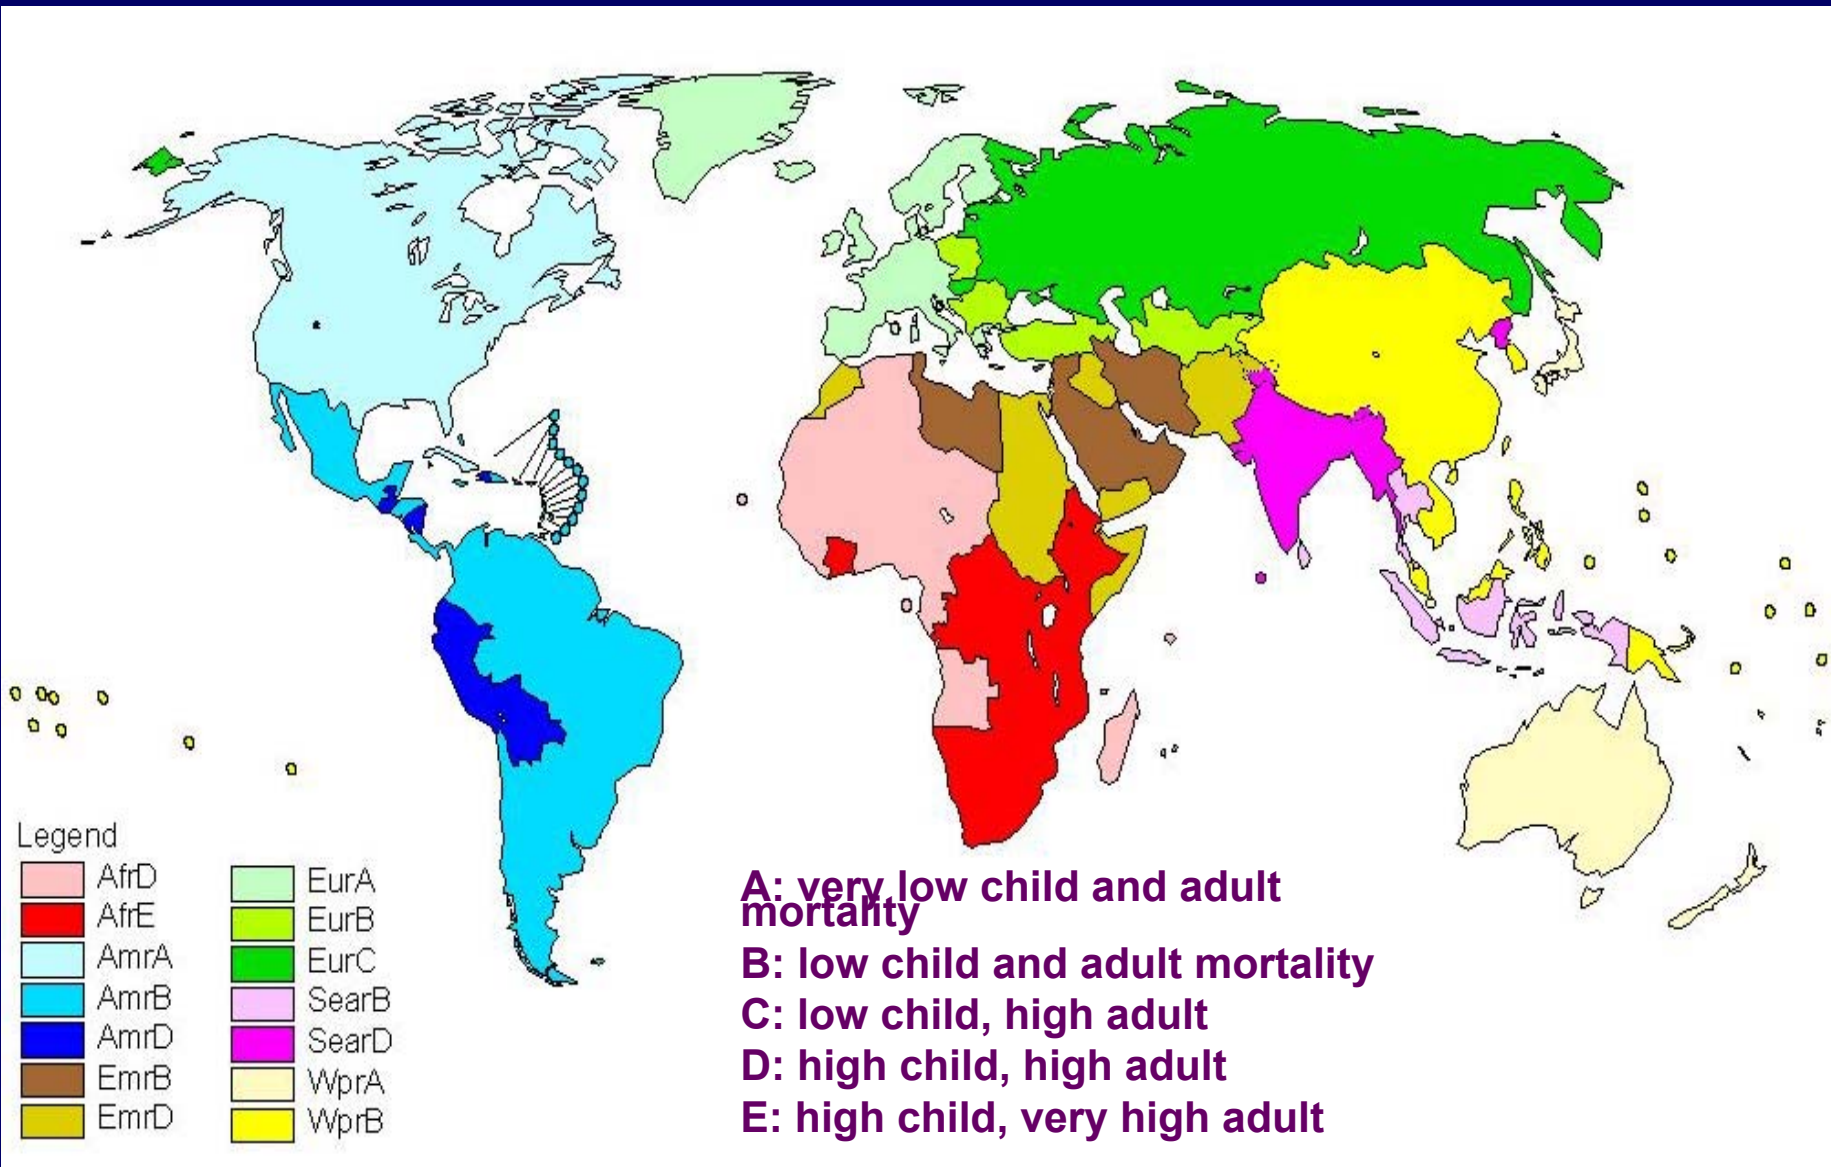 Legend
AfrD
AfrE
AmrA
AmrB
AmrD
EmrB
EmrD
EurA
EurB
EurC
SearB
SearD
WprA
WprB
A: very low child and adult
mortality
B: low child and adult mortality
C: low child, high adult
D: high child, high adult
E: high child, very high adult